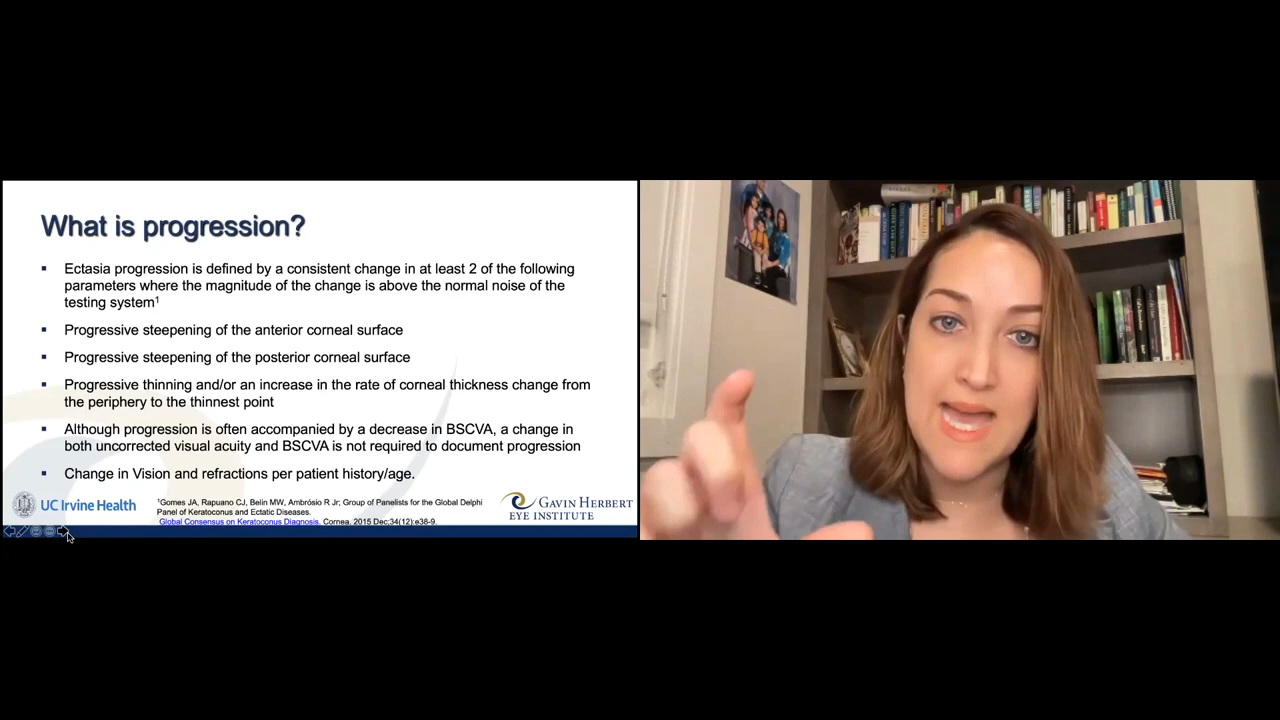 What is progression?
▪ Ectasia progression is defined by a consistent change in at least 2 of the following
parameters where the magnitude of the change is above the normal noise of the
testing system¹
▪ Progressive steepening of the anterior corneal surface
▪ Progressive steepening of the posterior corneal surface
▪ Progressive thinning and/or an increase in the rate of corneal thickness change from
the periphery to the thinnest point
▪ Although progression is often accompanied by a decrease in BSCVA, a change in
both uncorrected visual acuity and BSCVA is not required to document progression
▪ Change in Vision and refractions per patient history/age.
UC Irvine Health
¹Gomes JA, Rapuano CJ, Belin MW, Ambrósio R Jr; Group of Panelists for the Global Delphi
Panel of Keratoconus and Ectatic Diseases.
Global Consensus on Keratoconus Diagnosis. Cornea. 2015 Dec;34(12):e38-9.
GAVIN HERBERT
EYE INSTITUTE